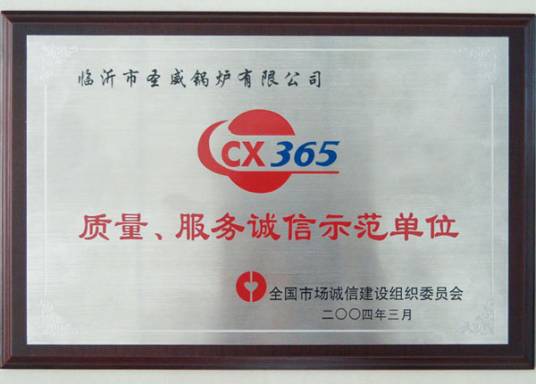 临沂市圣威锅炉有限公司
CX 365
质量、服务诚信示范单位
全国市场诚信建设组织委员会
二〇〇四年三月